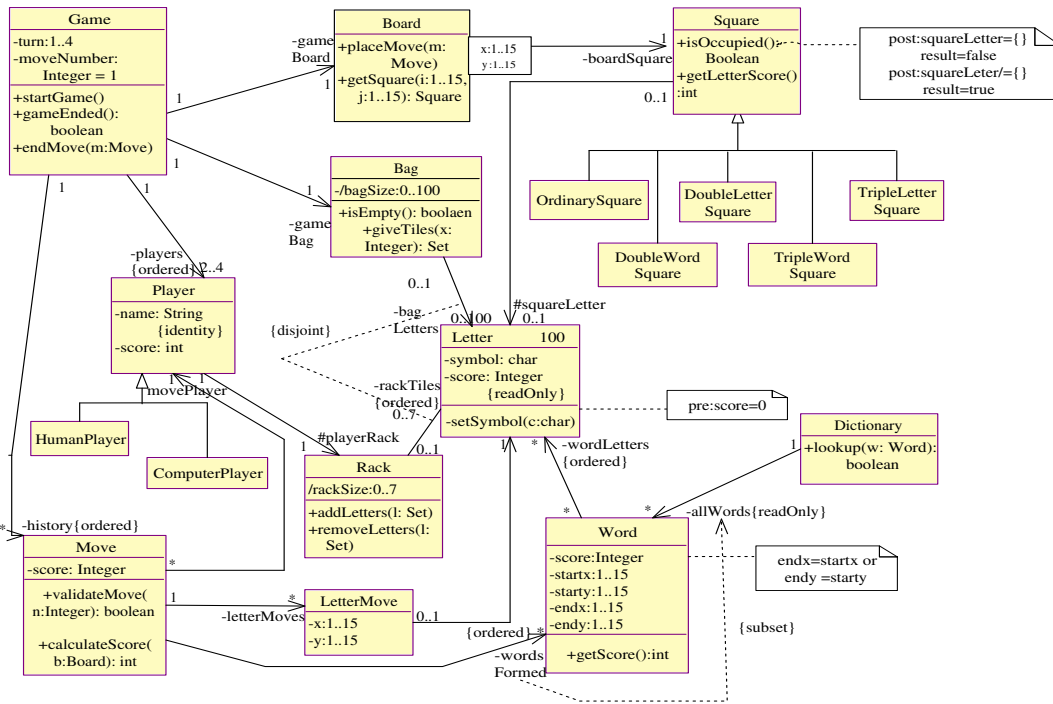 Game
-turn:1..4
-moveNumber:
Integer = 1
+startGame()
+gameEnded():
boolean
+endMove(m:Move)
1
1
1
1
-game
Board
1
Board
+placeMove(m:
Move)
+getSquare(i:1..15,
j:1..15): Square
x:1..15
y:1..15
1
-boardSquare
Square
+isOccupied():
Boolean
+getLetterScore()
:int
0..1
post:squareLetter={}
result=false
post:squareLeter/={}
result=true
OrdinarySquare
DoubleLetter
Square
TripleLetter
Square
DoubleWord
Square
TripleWord
Square
1
-game
Bag
Bag
-/bagSize:0..100
+isEmpty(): bolaen
+giveTiles(x:
Integer): Set
0..1
-bag
Letters
0..100
#squareLetter
0..1
{disjoint}
-players
{ordered}
2..4
Player
-name: String
{identity}
-score: int
1
movePlayer
1
HumanPlayer
ComputerPlayer
#playerRack
1
Letter 100
-symbol: char
-score: Integer
{readOnly}
-setSymbol(c:char)
-rackTiles
{ordered}
0..7
0..1
pre:score=0
Rack
/rackSize:0..7
+addLetters(l: Set)
+removeLetters(l:
Set)
1
*
-wordLetters
{ordered}
*
Dictionary
+lookup(w: Word):
boolean
1
*
-allWords{readOnly}
*
-history{ordered}
Move
-score: Integer
+validateMove(
n:Integer): boolean
+calculateScore(
b:Board): int
*
1
*
-letterMoves
LetterMove
-x:1..15
-y:1..15
0..1
{ordered}
*
-words
Formed
Word
-score:Integer
-startx:1..15
-starty:1..15
-endx:1..15
-endy:1..15
+getScore():int
endx=startx or
endy =starty
{subset}